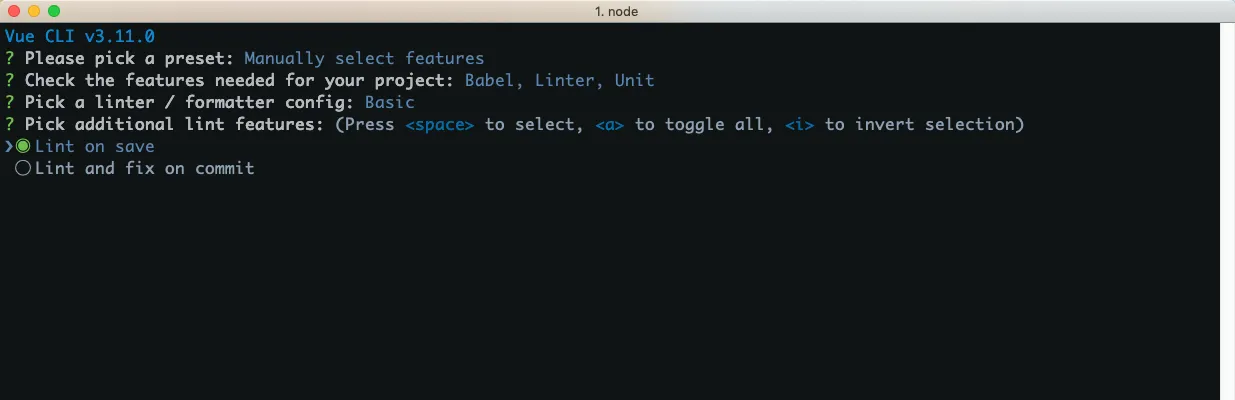 1. node
Vue CLI v3.11.0
? Please pick a preset: Manually select features
? Check the features needed for your project: Babel, Linter, Unit
? Pick a linter / formatter config: Basic
? Pick additional lint features: (Press <space> to select, <a> to toggle all, <i> to invert selection)
❯◉ Lint on save
◯ Lint and fix on commit